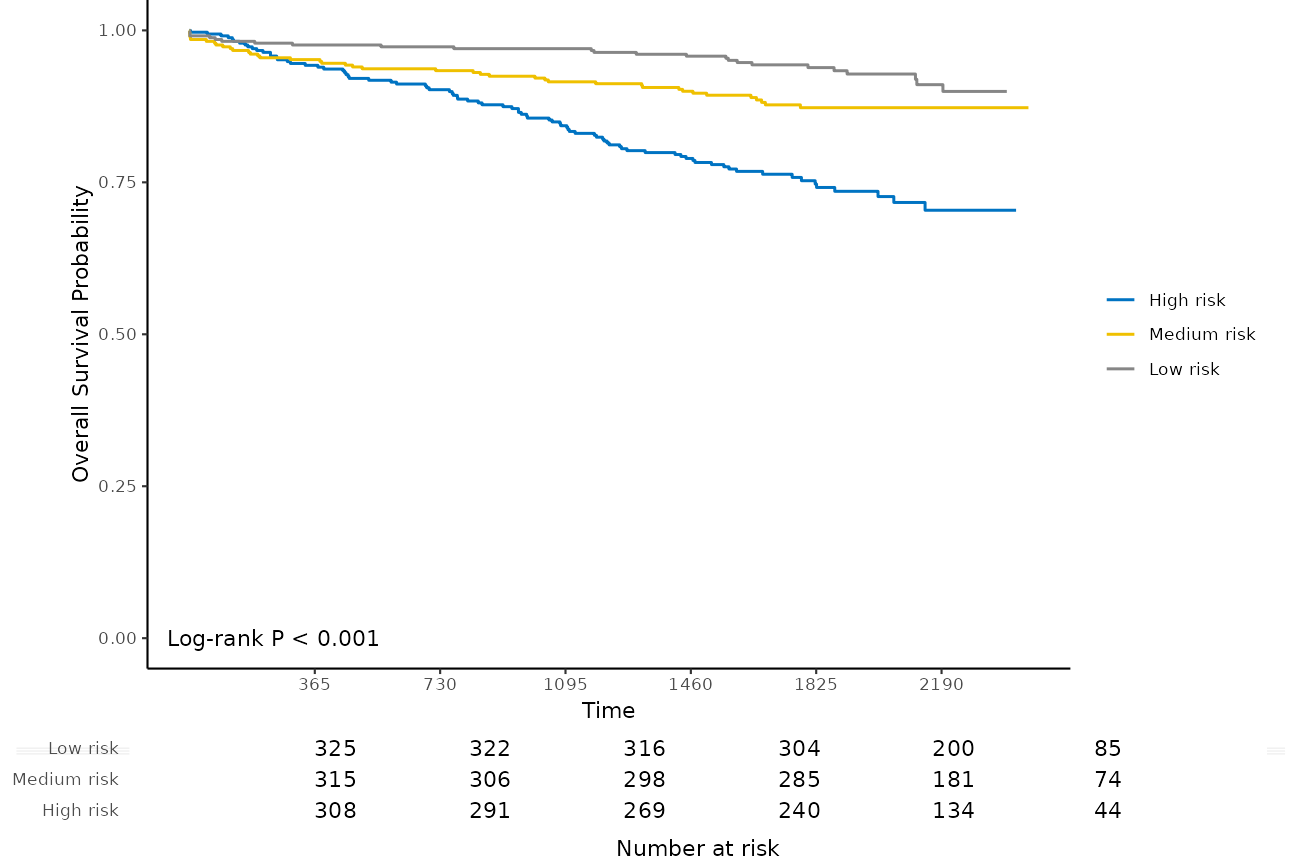 1.00
0.75
0.50
0.25
0.00
Overall Survival Probability
Log-rank P < 0.001
365 730 1095 1460 1825 2190
Time
High risk
Medium risk
Low risk
Low risk 325 322 316 304 200 85
Medium risk 315 306 298 285 181 74
High risk 308 291 269 240 134 44
Number at risk